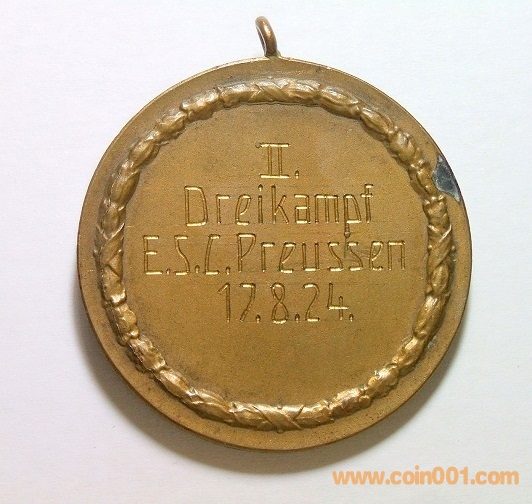 II.
Dreikampf
E.S.C. Preussen
17.8.24.
www.coin001.com